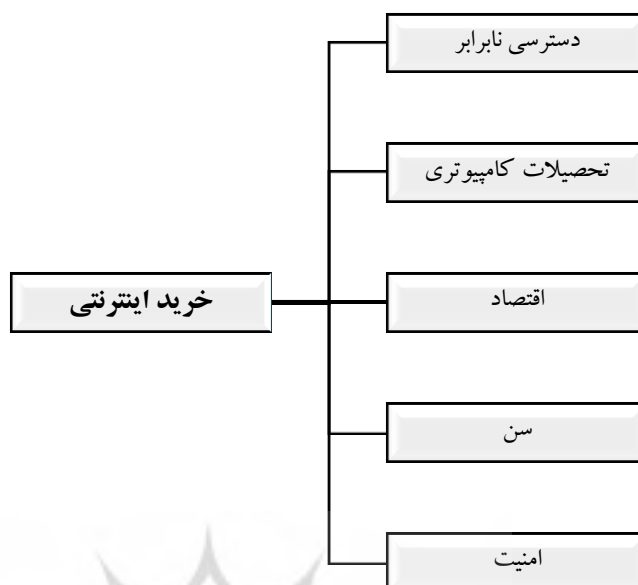 دسترسی نابرابر
تحصیلات کامپیوتری
خرید اینترنتی
اقتصاد
سن
امنیت